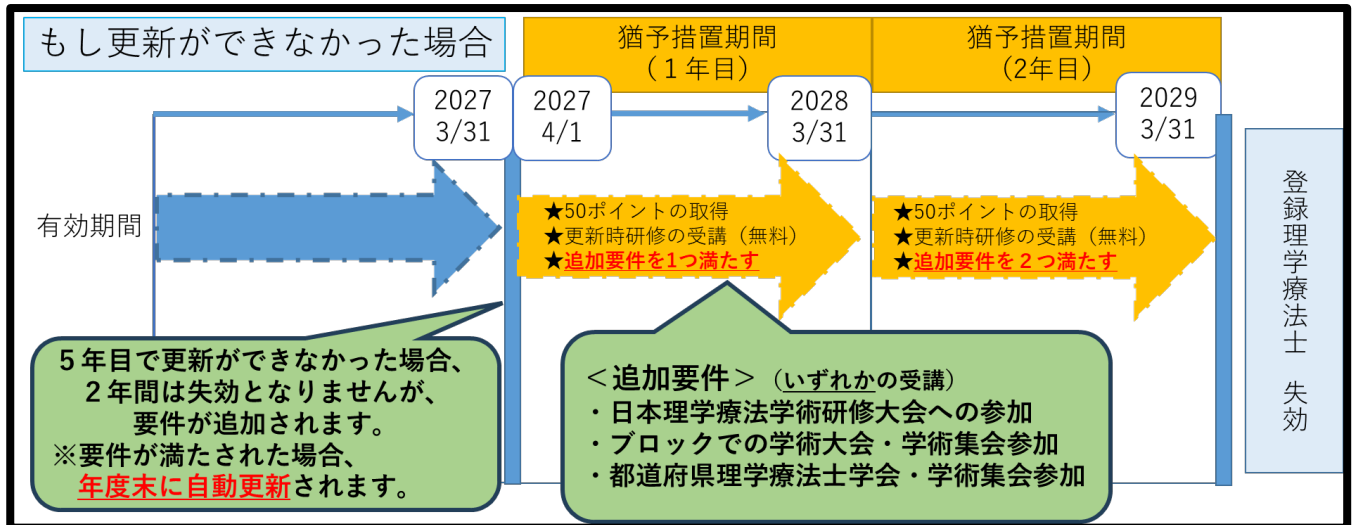 もし更新ができなかった場合
猶予措置期間
（１年目）
猶予措置期間
（2年目）
2027
3/31
2027
4/1
2028
3/31
2029
3/31
有効期間
★50ポイントの取得
★更新時研修の受講（無料）
★追加要件を1つ満たす
★50ポイントの取得
★更新時研修の受講（無料）
★追加要件を２つ満たす
登録理学療法士　失効
５年目で更新ができなかった場合、
２年間は失効となりませんが、
要件が追加されます。
※要件が満たされた場合、
年度末に自動更新されます。
＜追加要件＞（いずれかの受講）
・日本理学療法学術研修大会への参加
・ブロックでの学術大会・学術集会参加
・都道府県理学療法士学会・学術集会参加